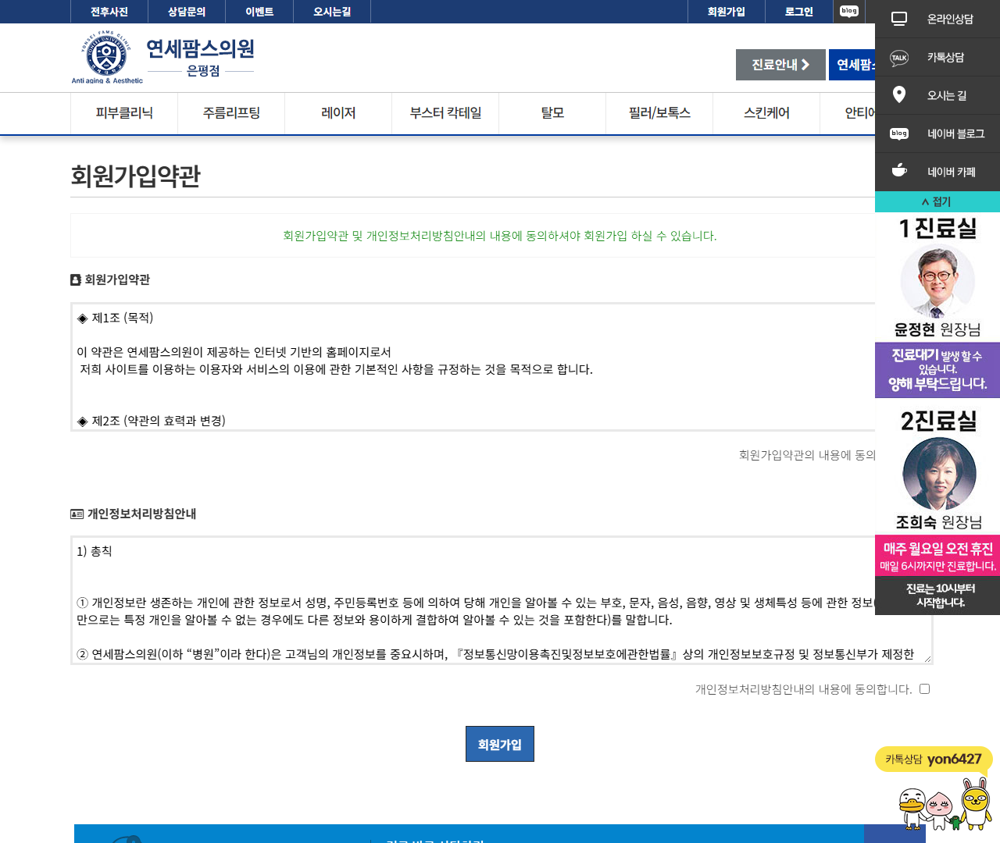 전후사진
상담문의
이벤트
오시는길
회원가입
로그인
blog
YONSEI FAMS CLINIC
Anti aging & Aesthetic
연세팜스의원
은평점
진료안내
연세팜스
피부클리닉
주름리프팅
레이저
부스터 칵테일
탈모
필러/보톡스
스킨케어
안티에
온라인상담
TALK 카톡상담
오시는 길
blog 네이버 블로그
네이버 카페
∧ 접기
1진료실
윤정현 원장님
진료대기 발생 할 수
있습니다.
양해 부탁드립니다.
2진료실
조희숙 원장님
매주 월요일 오전 휴진
매일 6시까지만 진료합니다.
진료는 10시부터
시작합니다.
회원가입약관
회원가입약관 및 개인정보처리방침안내의 내용에 동의하셔야 회원가입 하실 수 있습니다.
회원가입약관
◈ 제1조 (목적)
이 약관은 연세팜스의원이 제공하는 인터넷 기반의 홈페이지로서
저희 사이트를 이용하는 이용자와 서비스의 이용에 관한 기본적인 사항을 규정하는 것을 목적으로 합니다.
◈ 제2조 (약관의 효력과 변경)
회원가입약관의 내용에 동의
개인정보처리방침안내
1) 총칙
① 개인정보란 생존하는 개인에 관한 정보로서 성명, 주민등록번호 등에 의하여 당해 개인을 알아볼 수 있는 부호, 문자, 음성, 음향, 영상 및 생체특성 등에 관한 정보(
만으로는 특정 개인을 알아볼 수 없는 경우에도 다른 정보와 용이하게 결합하여 알아볼 수 있는 것을 포함한다)를 말합니다.
② 연세팜스의원(이하 “병원”이라 한다)은 고객님의 개인정보를 중요시하며, 『정보통신망이용촉진및정보보호에관한법률』상의 개인정보보호규정 및 정보통신부가 제정한
개인정보처리방침안내의 내용에 동의합니다.
회원가입
카톡상담 yon6427